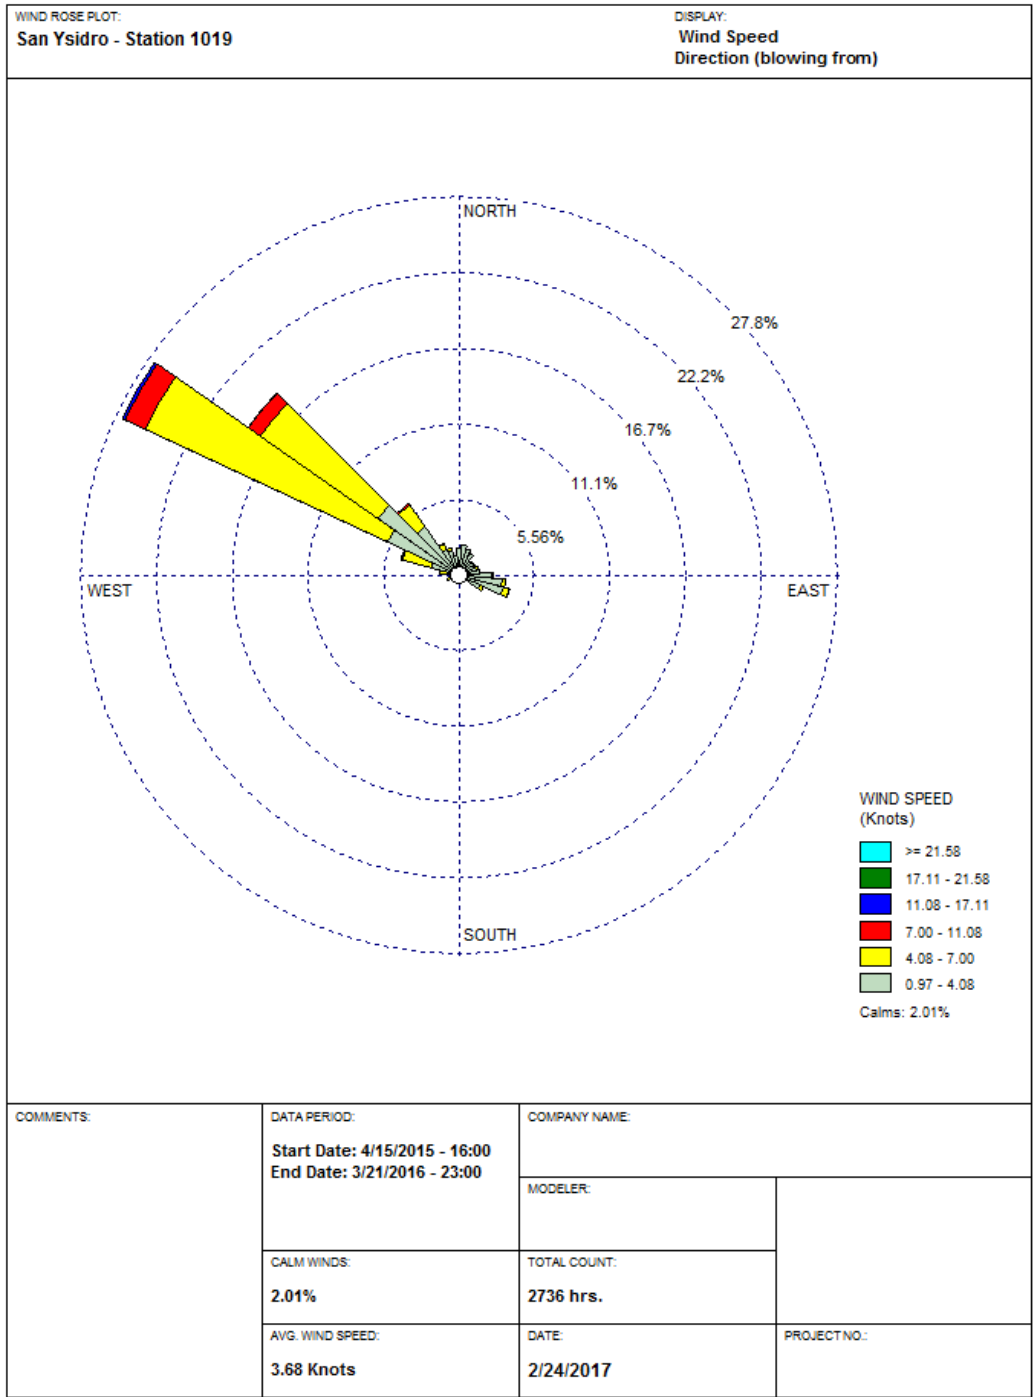 WIND ROSE PLOT:
San Ysidro - Station 1019
DISPLAY:
Wind Speed
Direction (blowing from)
NORTH
27.8%
22.2%
16.7%
11.1%
5.56%
WEST
EAST
SOUTH
WIND SPEED
(Knots)
>= 21.58
17.11 - 21.58
11.08 - 17.11
7.00 - 11.08
4.08 - 7.00
0.97 - 4.08
Calms: 2.01%
COMMENTS:
DATA PERIOD:
Start Date: 4/15/2015 - 16:00
End Date: 3/21/2016 - 23:00
COMPANY NAME:
MODELER:
CALM WINDS:
2.01%
TOTAL COUNT:
2736 hrs.
AVG. WIND SPEED:
3.68 Knots
DATE:
2/24/2017
PROJECT NO.: